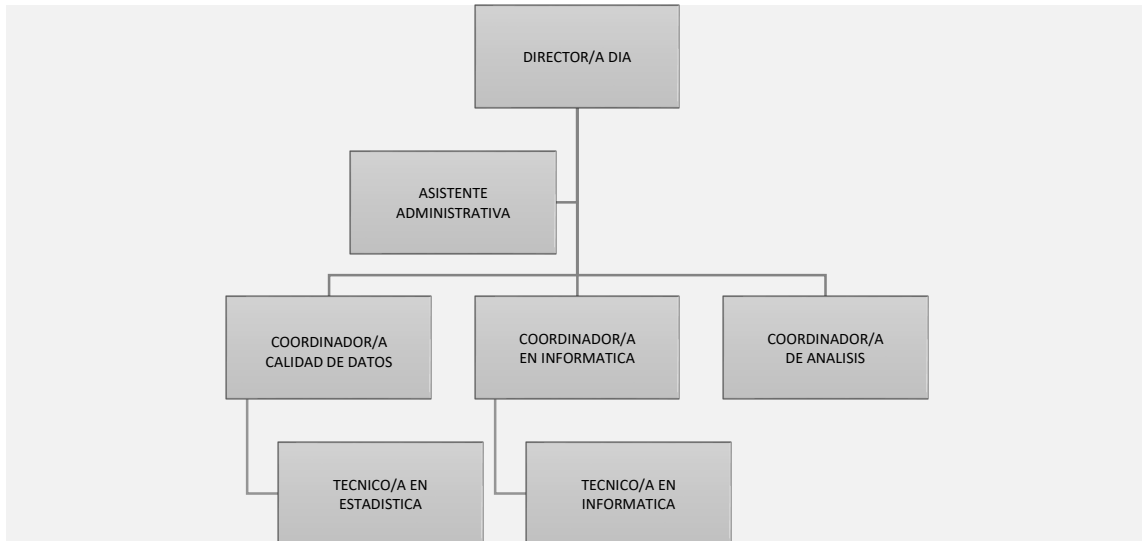 DIRECTOR/A DIA
ASISTENTE
ADMINISTRATIVA
COORDINADOR/A
CALIDAD DE DATOS
COORDINADOR/A
EN INFORMATICA
COORDINADOR/A
DE ANALISIS
TECNICO/A EN
ESTADISTICA
TECNICO/A EN
INFORMATICA